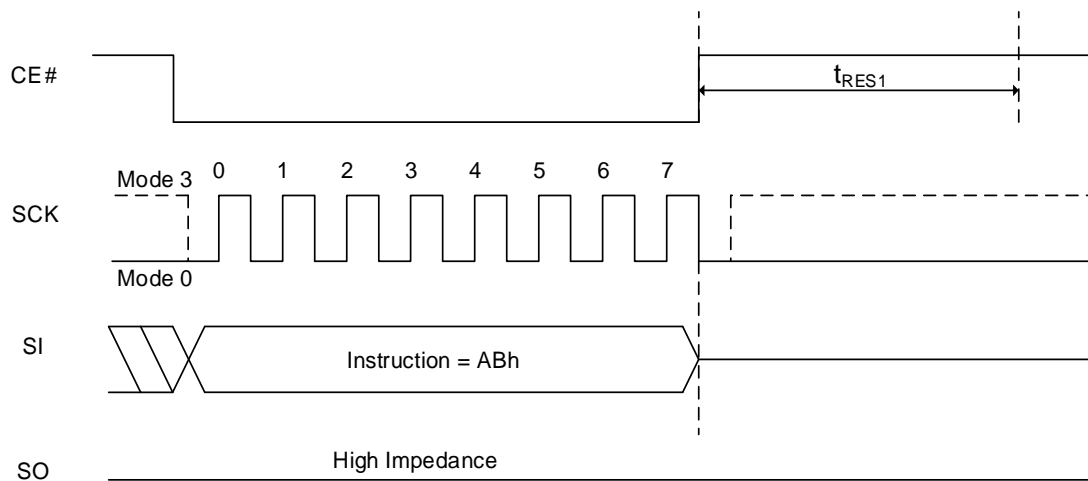 CE#
tRES1
0 1 2 3 4 5 6 7
Mode 3
SCK
Mode 0
SI
Instruction = ABh
High Impedance
SO